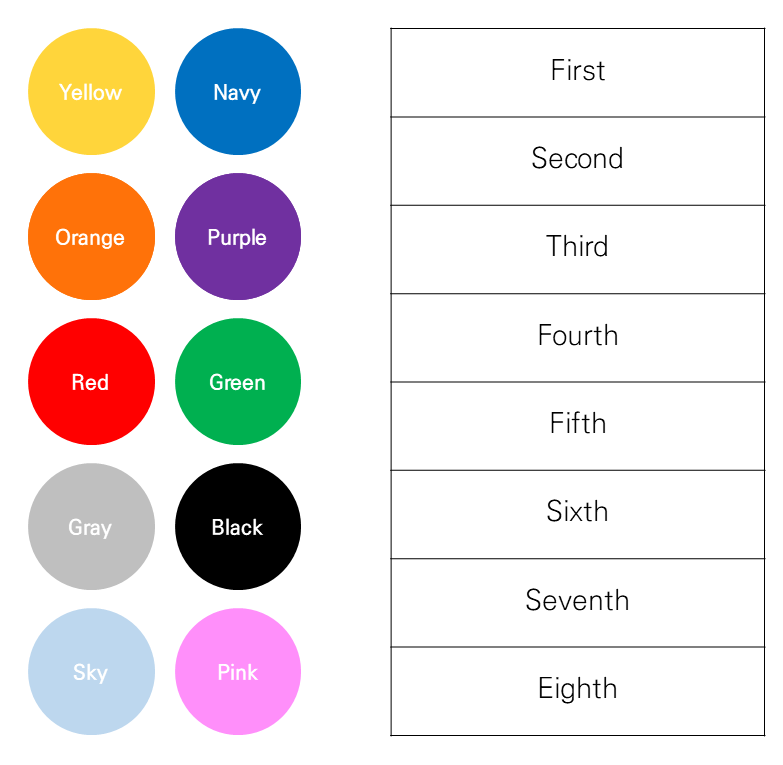 Yellow
Navy
Orange
Purple
Red
Green
Gray
Black
Sky
Pink
First
Second
Third
Fourth
Fifth
Sixth
Seventh
Eighth